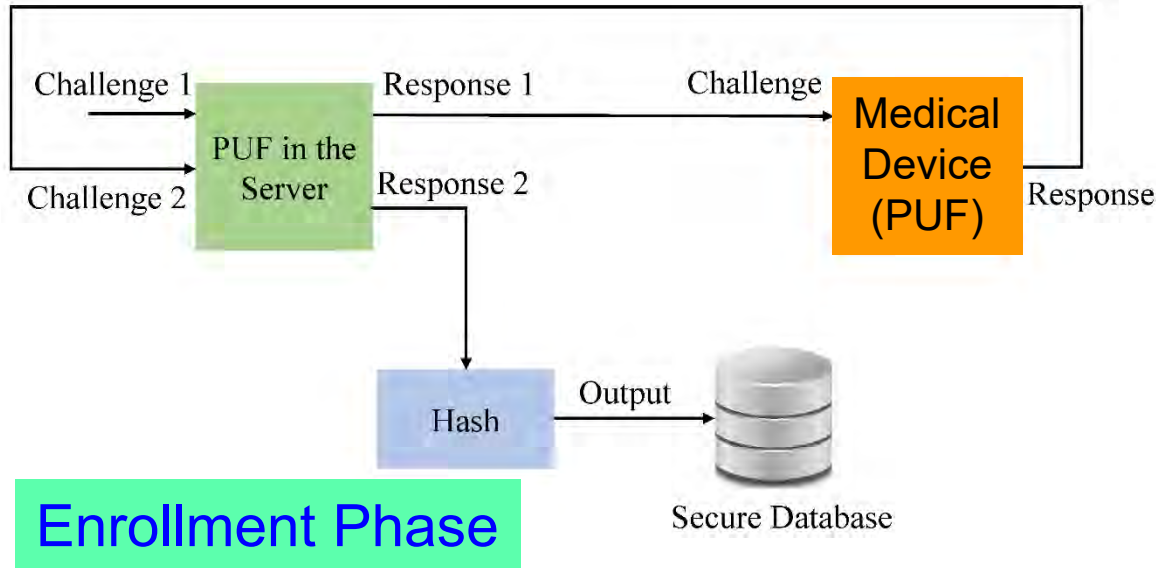 Challenge 1
Response 1
Challenge
Medical
Device
(PUF)
PUF in the
Server
Challenge 2
Response 2
Response
Hash
Output
Secure Database
Enrollment Phase